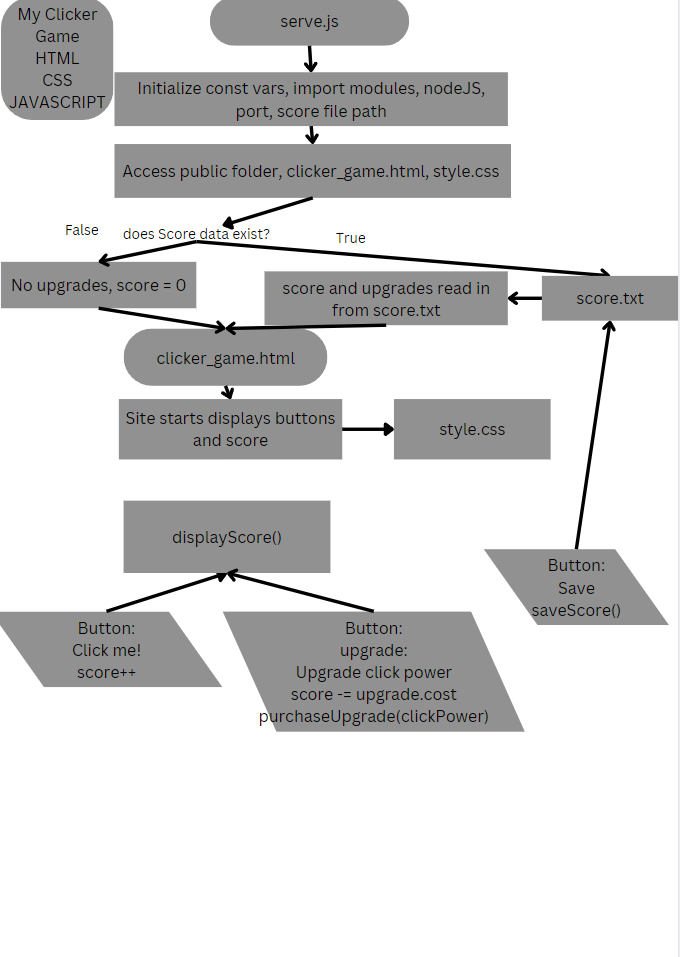 My Clicker
Game
HTML
CSS
JAVASCRIPT
serve.js
Initialize const vars, import modules, nodeJS,
port, score file path
Access public folder, clicker_game.html, style.css
False
does Score data exist?
True
No upgrades, score = 0
score and upgrades read in
from score.txt
score.txt
clicker_game.html
Site starts displays buttons
and score
style.css
displayScore()
Button:
Save
saveScore()
Button:
Click me!
score++
Button:
upgrade:
Upgrade click power
score -= upgrade.cost
purchaseUpgrade(clickPower)